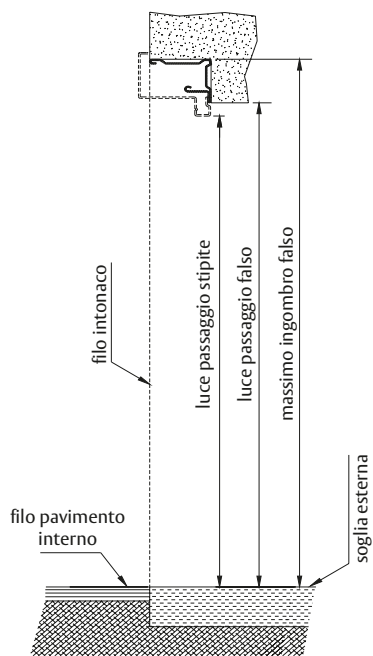 filo intonaco
luce passaggio stipite
luce passaggio falso
massimo ingombro falso
filo pavimento
interno
soglia esterna